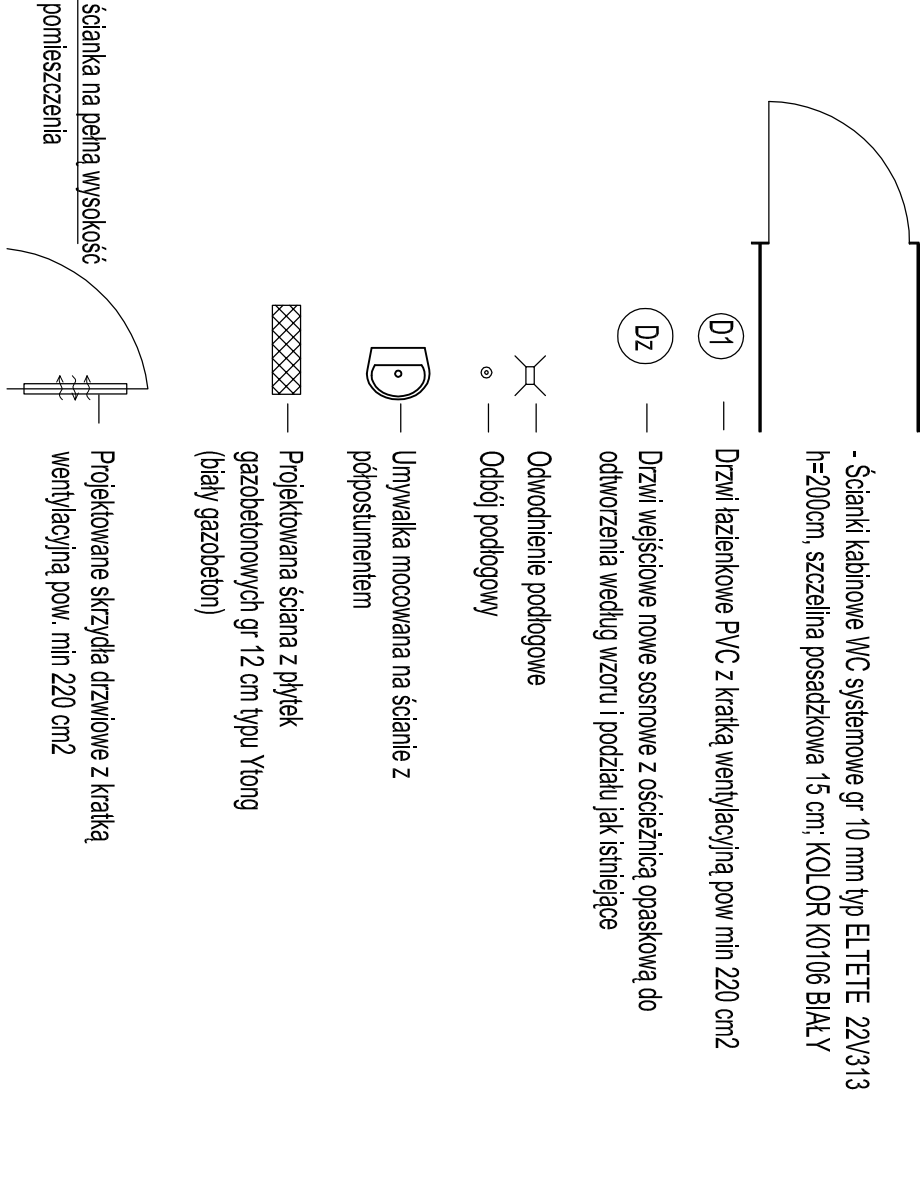 - Ścianki kabinowe WC systemowe gr 10 mm typ ELTETE 22V313
h=200cm, szczelina posadzkowa 15 cm; KOLOR K0106 BIAŁY
D1
Drzwi łazienkowe PVC z kratką wentylacyjną pow min 220 cm2
Dz
Drzwi wejściowe nowe sosnowe z ościeżnicą opaskową do
odtworzenia według wzoru i podziału jak istniejące
Odwodnienie podłogowe
Odbój podłogowy
Umywalka mocowana na ścianie z
półpostumentem
Projektowana ściana z płytek
gazobetonowych gr 12 cm typu Ytong
(biały gazobeton)
ścianka na pełną wysokość
pomieszczenia
Projektowane skrzydła drzwiowe z kratką
wentylacyjną pow. min 220 cm2